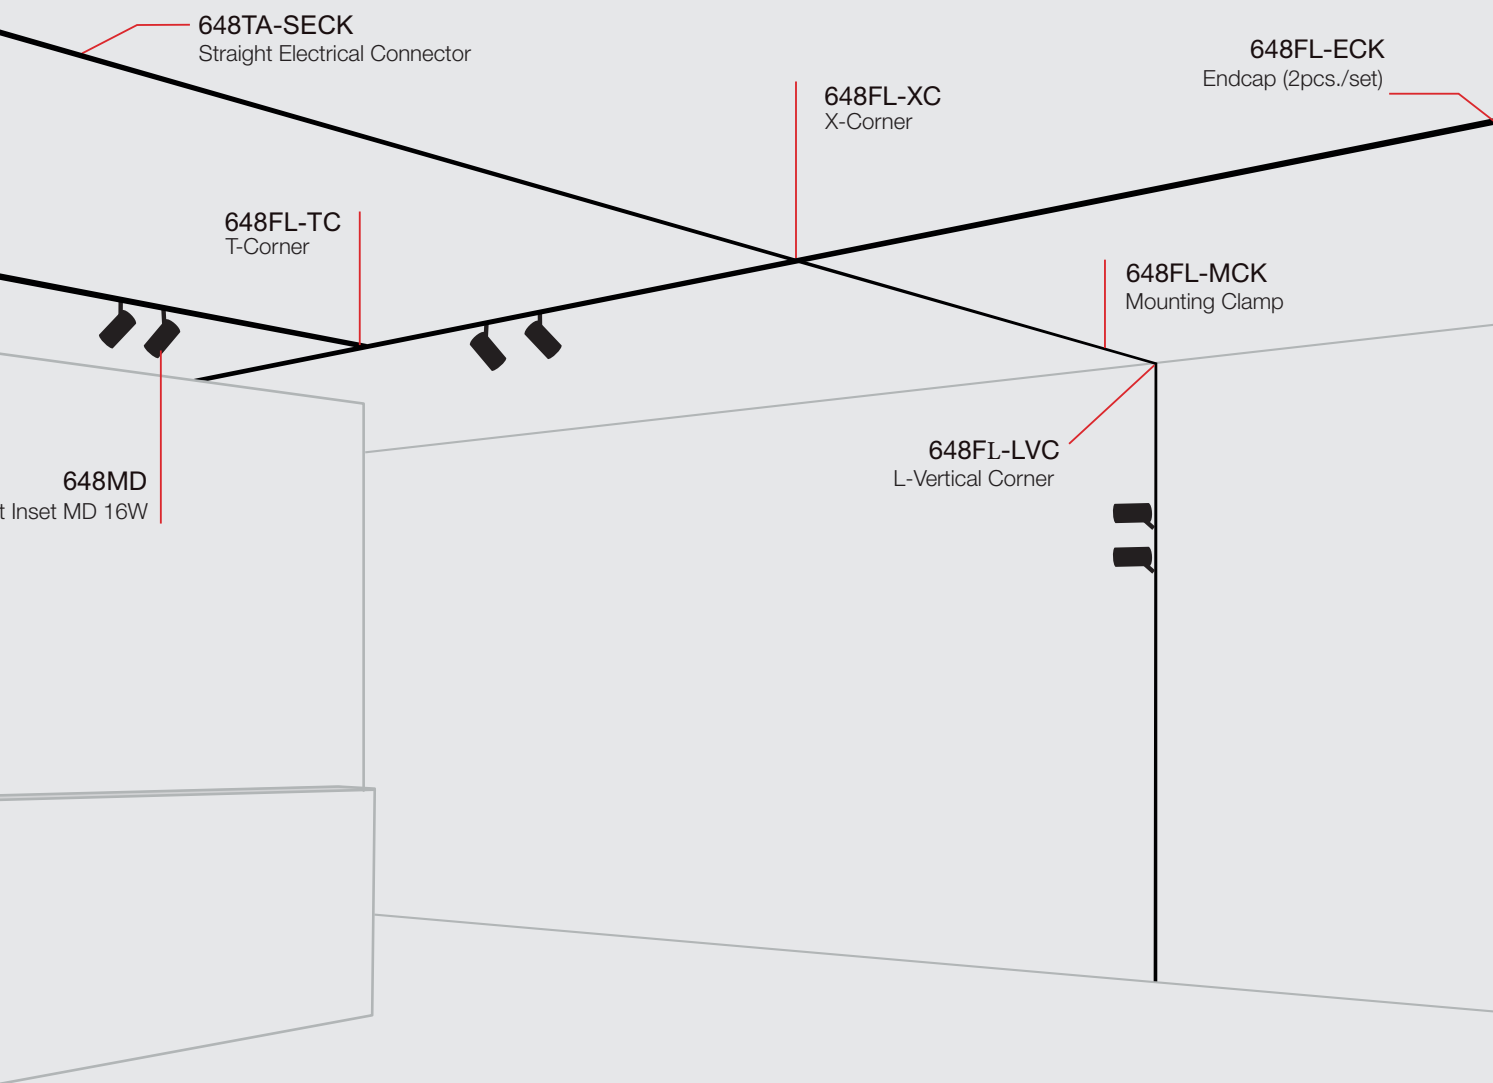 648TA-SECK
Straight Electrical Connector
648FL-ECK
Endcap (2pcs./set)
648FL-XC
X-Corner
648FL-TC
T-Corner
648FL-MCK
Mounting Clamp
648FL-LVC
L-Vertical Corner
648MD
t Inset MD 16W